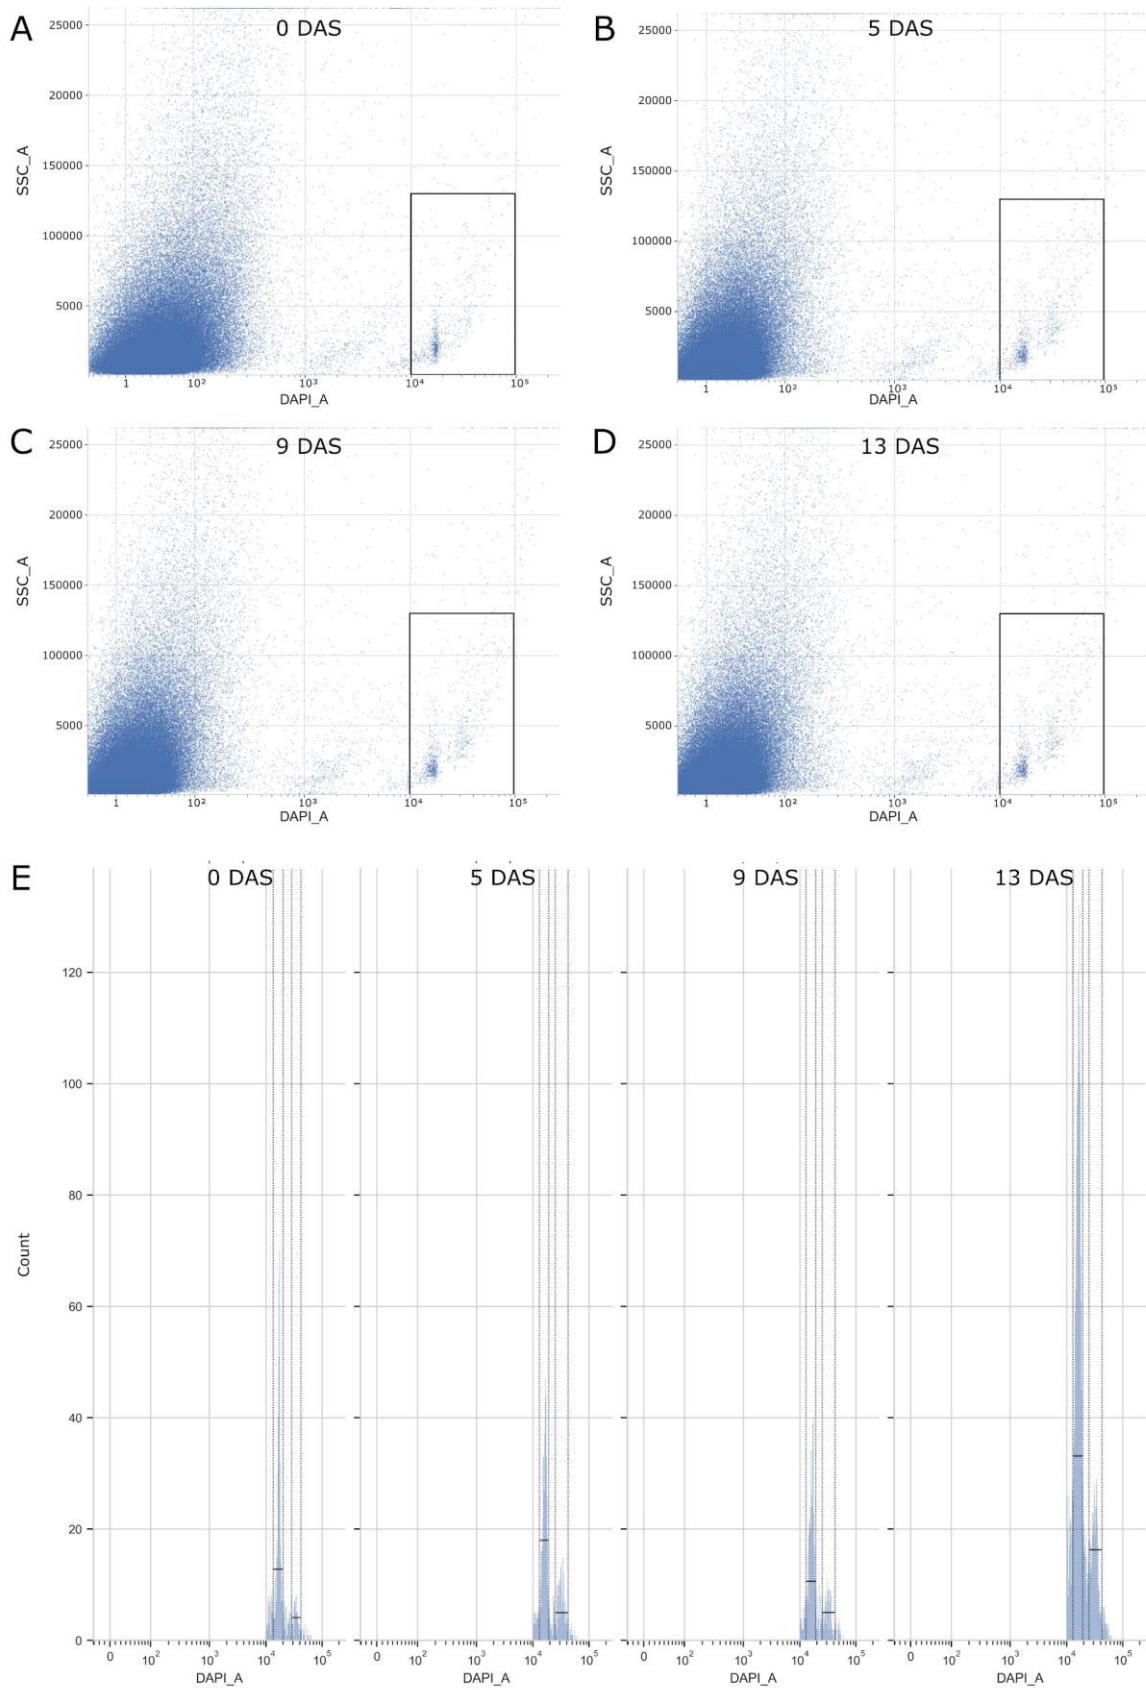 A
0 DAS
25000
20000
150000
100000
5000
SSC_A
1
10²
10³
10⁴
10⁵
DAPI_A
B
5 DAS
25000
20000
150000
100000
5000
SSC_A
1
10²
10³
10⁴
10⁵
DAPI_A
C
9 DAS
25000
20000
150000
100000
5000
SSC_A
1
10²
10³
10⁴
10⁵
DAPI_A
D
13 DAS
25000
20000
150000
100000
5000
SSC_A
1
10²
10³
10⁴
10⁵
DAPI_A
E
0 DAS
5 DAS
9 DAS
13 DAS
120
100
80
60
40
20
0
Count
0 10² 10³ 10⁴ 10⁵
0 10² 10³ 10⁴ 10⁵
0 10² 10³ 10⁴ 10⁵
0 10² 10³ 10⁴ 10⁵
DAPI_A
DAPI_A
DAPI_A
DAPI_A